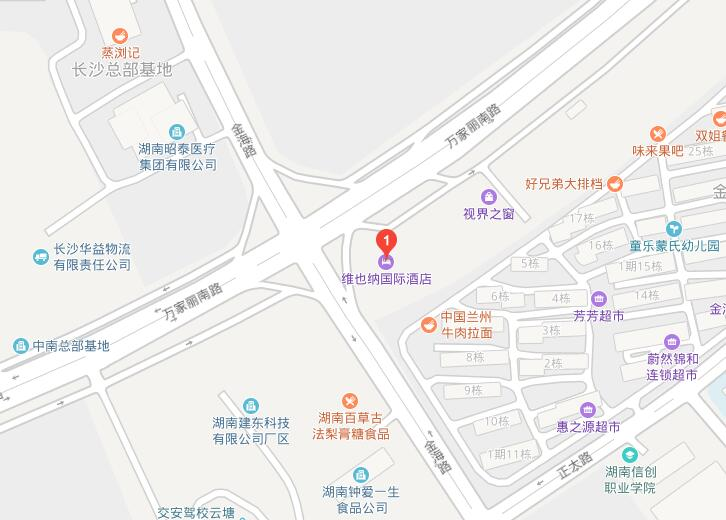 蒸浏记
长沙总部基地
金海路
万家丽南路
双姐餐
味来果吧
25栋
湖南昭泰医疗
集团有限公司
好兄弟大排档
金
视界之窗
17栋
童乐蒙氏幼儿园
16栋
长沙华益物流
有限责任公司
1
维也纳国际酒店
5栋
1期15栋
万家丽南路
6栋
4栋
14栋
芳芳超市
金海
中国兰州
牛肉拉面
3栋
中南总部基地
8栋
2栋
蔚然锦和
连锁超市
9栋
湖南建东科技
有限公司厂区
湖南百草古
法梨膏糖食品
10栋
惠之源超市
金海路
1期11栋
正大路
湖南信创
职业学院
湖南钟爱一生
食品公司
交安驾校云塘